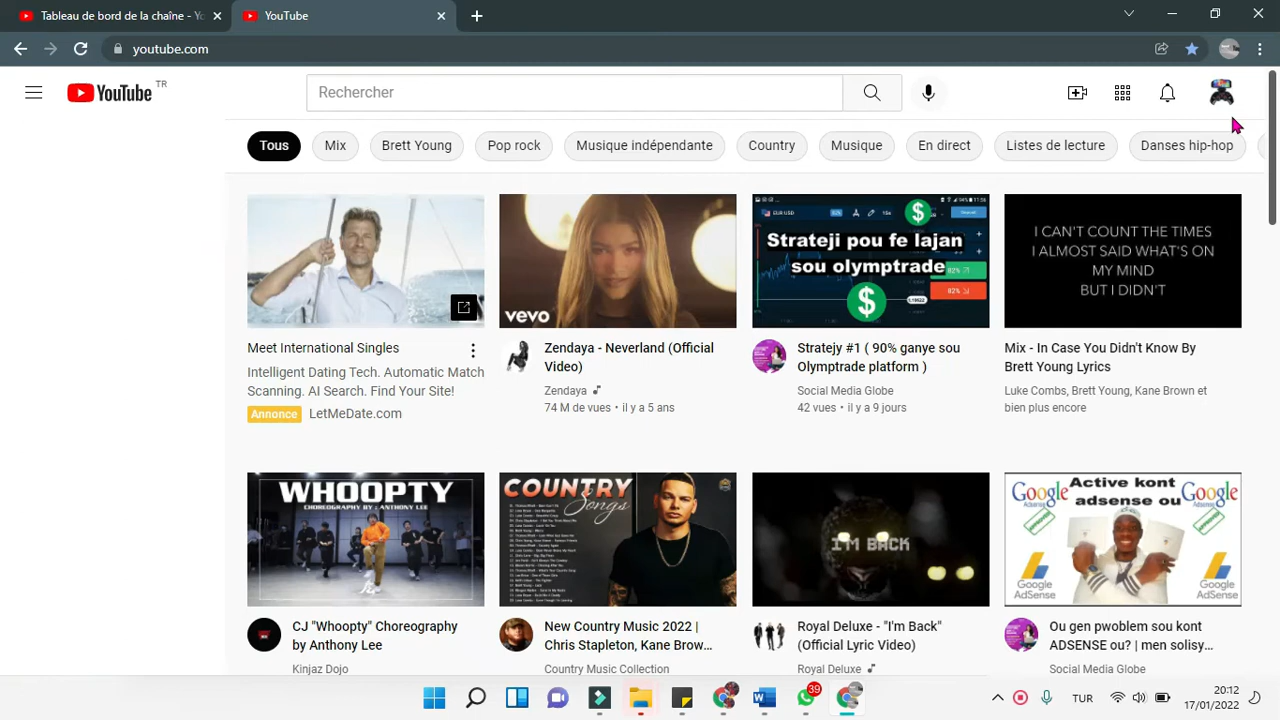 Tableau de bord de la chaîne - Yo
YouTube
youtube.com
YouTube TR
Rechercher
Tous
Mix
Brett Young
Pop rock
Musique indépendante
Country
Musique
En direct
Listes de lecture
Danses hip-hop
vevo
EUR USD
Strateji pou fe lajan
sou olymptrade
I CAN'T COUNT THE TIMES
I ALMOST SAID WHAT'S ON
MY MIND
BUT I DIDN'T
Meet International Singles
Intelligent Dating Tech. Automatic Match
Scanning. AI Search. Find Your Site!
Annonce LetMeDate.com
Zendaya - Neverland (Official
Video)
Zendaya
74 M de vues • il y a 5 ans
Stratejy #1 ( 90% ganye sou
Olymptrade platform )
Social Media Globe
42 vues • il y a 9 jours
Mix - In Case You Didn't Know By
Brett Young Lyrics
Luke Combs, Brett Young, Kane Brown et
bien plus encore
WHOOPTY
CHOREOGRAPHY BY : ANTHONY LEE
COUNTRY
Songs
I'M BACK
Active kont
adsense ou
Google
AdSense
Google
AdSense
Google
AdSense
Google
AdSense
CJ "Whoopty" Choreography
by Anthony Lee
Kinjaz Dojo
New Country Music 2022 |
Chris Stapleton, Kane Brow...
Country Music Collection
Royal Deluxe - "I'm Back"
(Official Lyric Video)
Royal Deluxe
Ou gen pwoblem sou kont
ADSENSE ou? | men solisy...
Social Media Globe
39
TUR
20:12
17/01/2022